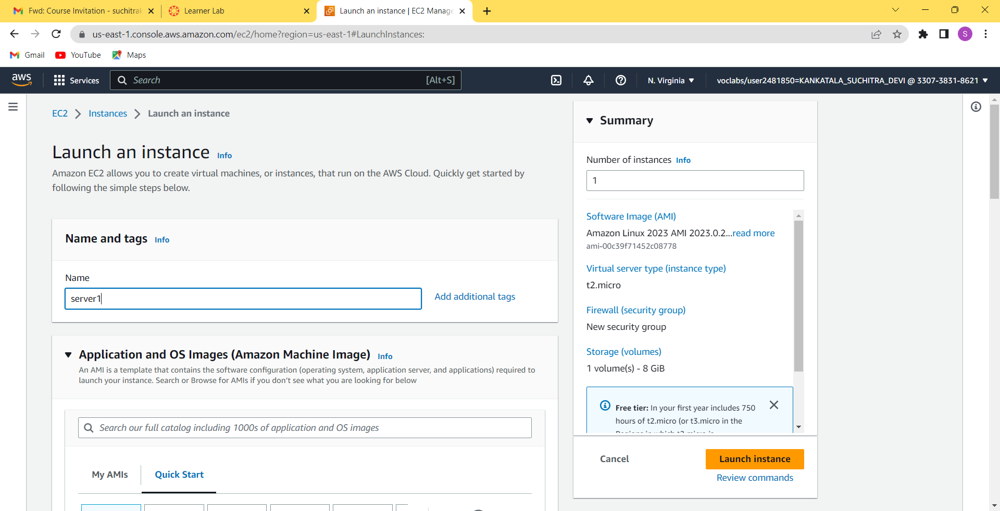 Fwd: Course Invitation - suchitrak
Learner Lab
Launch an instance | EC2 Manage
us-east-1.console.aws.amazon.com/ec2/home?region=us-east-1#LaunchInstances:
S
Gmail
YouTube
Maps
aws
Services
Search
[Alt+S]
N. Virginia
voclabs/user2481850=KANKATALA_SUCHITRA_DEVI @ 3307-3831-8621
EC2
Instances
Launch an instance
Launch an instance Info
Amazon EC2 allows you to create virtual machines, or instances, that run on the AWS Cloud. Quickly get started by
following the simple steps below.
Name and tags Info
Name
server1
Add additional tags
Application and OS Images (Amazon Machine Image) Info
An AMI is a template that contains the software configuration (operating system, application server, and applications) required to
launch your instance. Search or Browse for AMIs if you don't see what you are looking for below
Search our full catalog including 1000s of application and OS images
My AMIs
Quick Start
Summary
Number of instances Info
1
Software Image (AMI)
Amazon Linux 2023 AMI 2023.0.2...read more
ami-00c39f71452c08778
Virtual server type (instance type)
t2.micro
Firewall (security group)
New security group
Storage (volumes)
1 volume(s) - 8 GiB
Free tier: In your first year includes 750
hours of t2.micro (or t3.micro in the
Regions in which t2.micro is
Cancel
Launch instance
Review commands